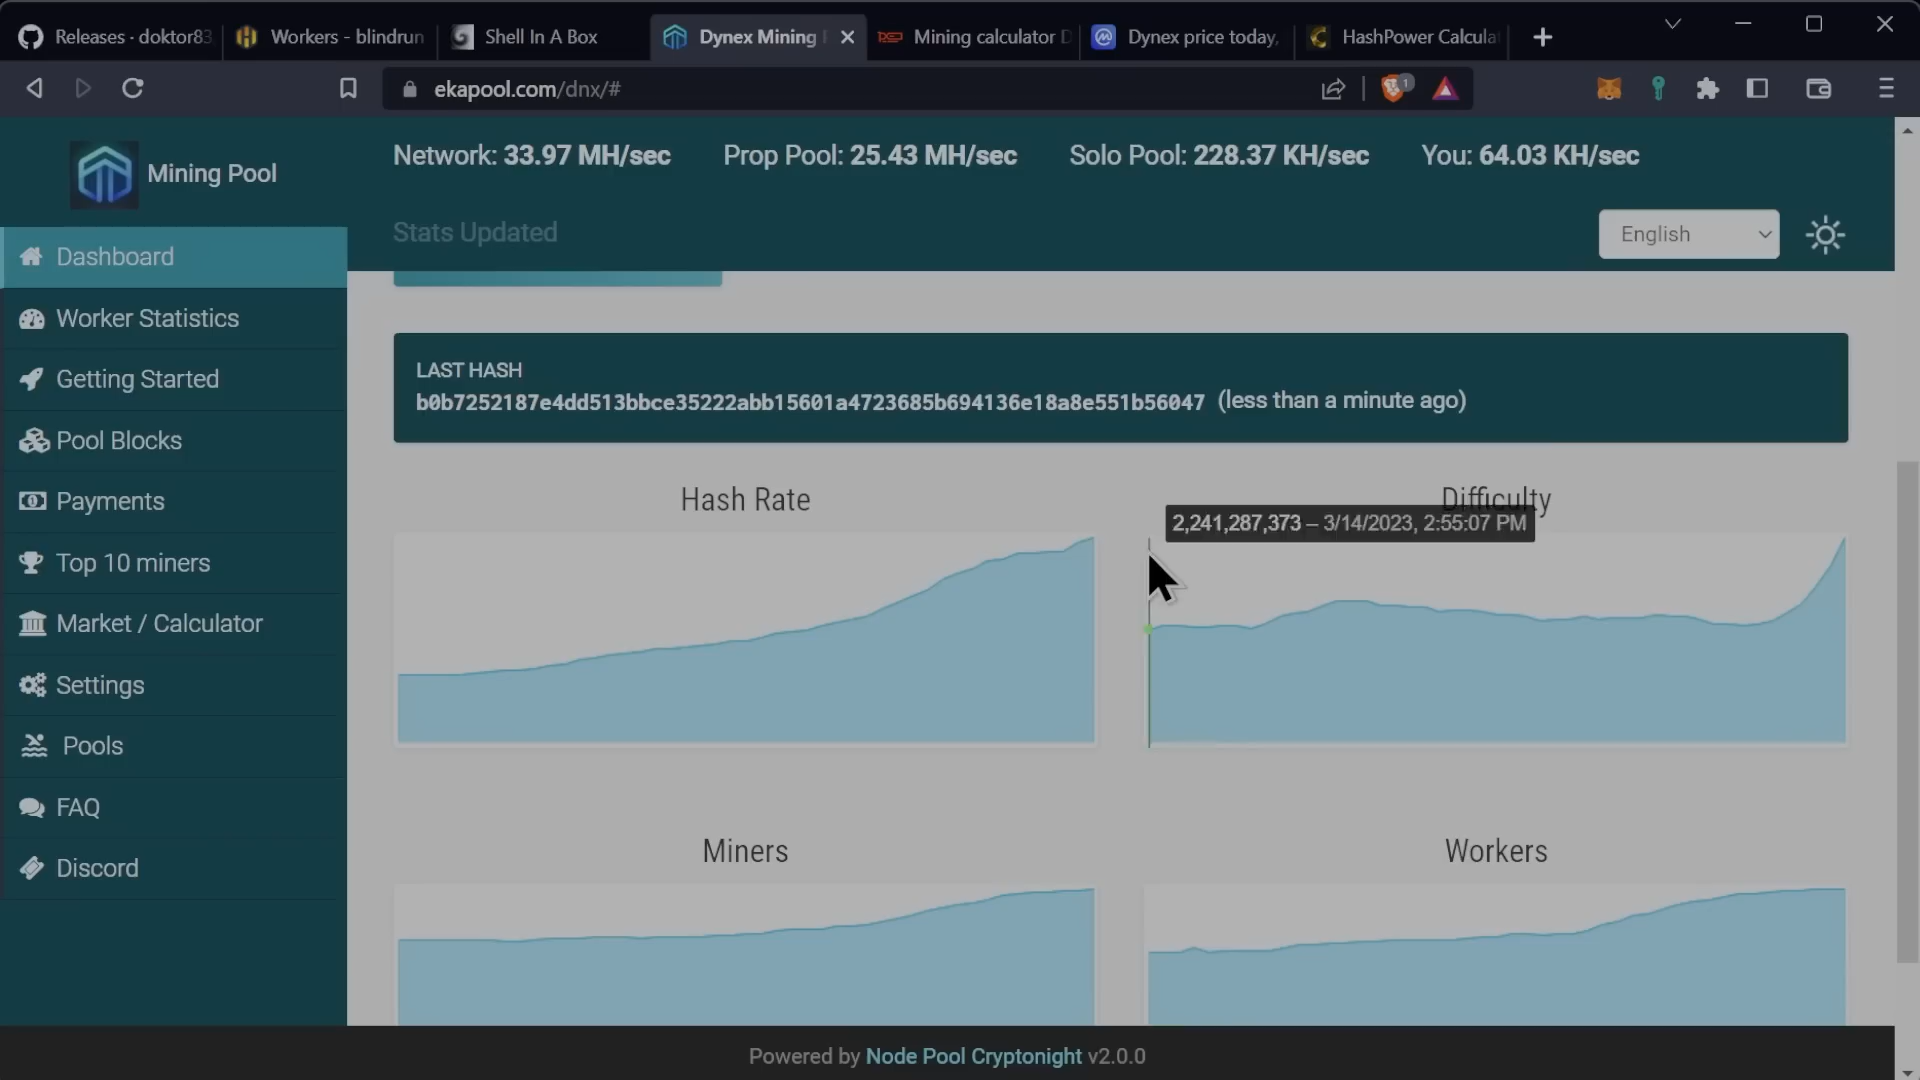 Releases · doktor83
Workers - blindrun
Shell In A Box
Dynex Mining
Mining calculator D
Dynex price today,
HashPower Calcula
ekapool.com/dnx/#
1
Mining Pool
Network: 33.97 MH/sec
Prop Pool: 25.43 MH/sec
Solo Pool: 228.37 KH/sec
You: 64.03 KH/sec
Stats Updated
English
Dashboard
Worker Statistics
Getting Started
Pool Blocks
Payments
Top 10 miners
Market / Calculator
Settings
Pools
FAQ
Discord
LAST HASH
b0b7252187e4dd513bbce35222abb15601a4723685b694136e18a8e551b56047 (less than a minute ago)
Hash Rate
Difficulty
2,241,287,373 – 3/14/2023, 2:55:07 PM
Miners
Workers
Powered by Node Pool Cryptonight v2.0.0